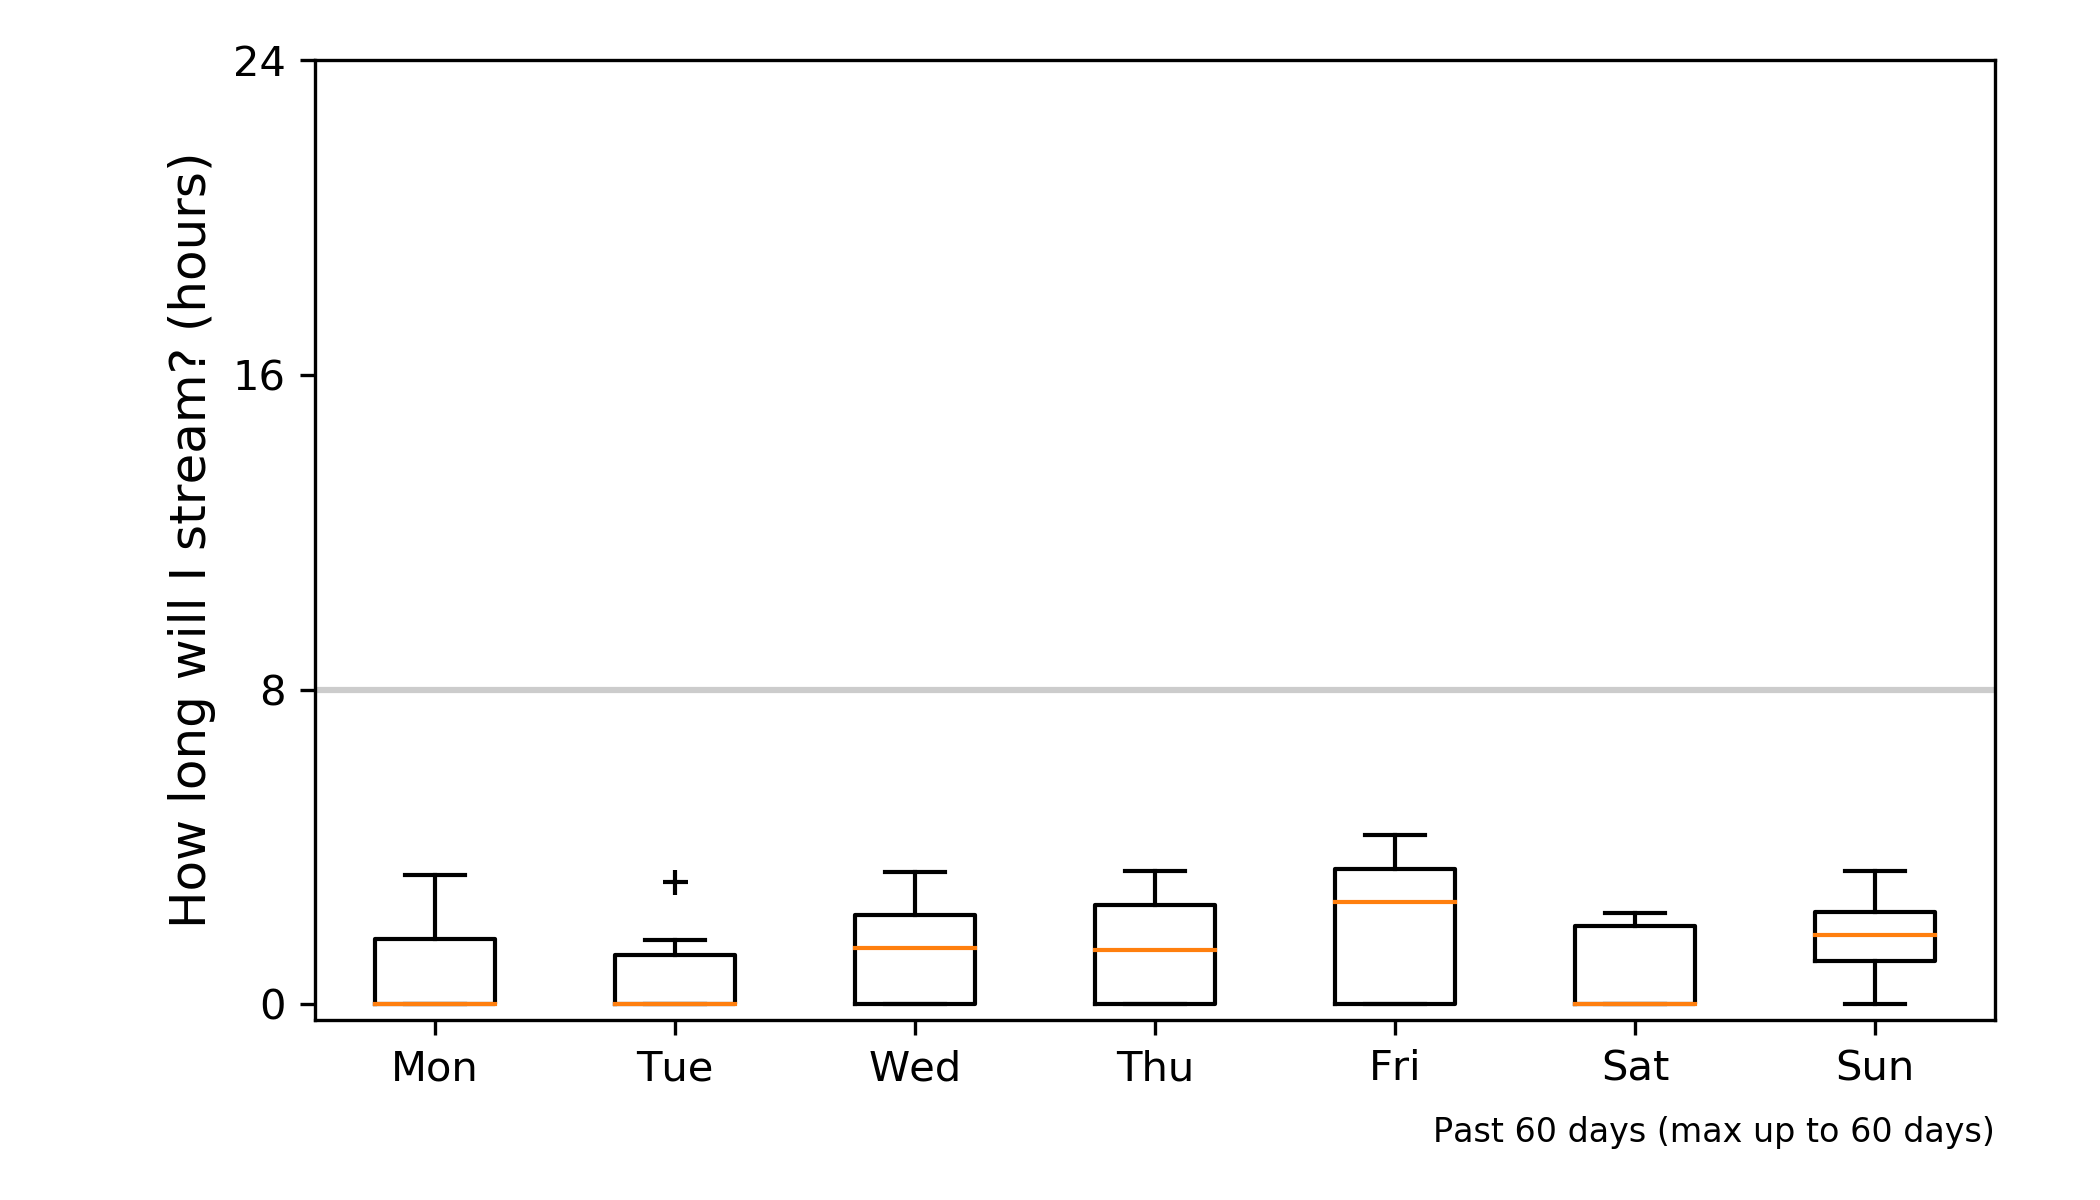 How long will I stream? (hours)
24
16
8
0
Mon Tue Wed Thu Fri Sat Sun
Past 60 days (max up to 60 days)